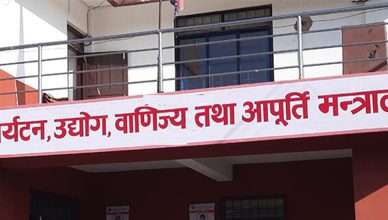 र्यटन, उद्योग, वाणिज्य तथा आपूर्ति मन्त्राल